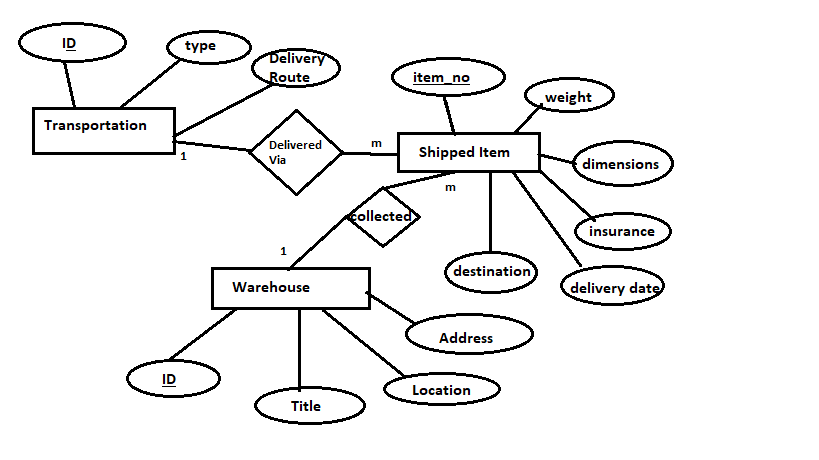 ID
type
Delivery
Route
item_no
weight
Transportation
1
Delivered
Via
m
Shipped Item
dimensions
m
collected
insurance
1
destination
delivery date
Warehouse
Address
ID
Title
Location